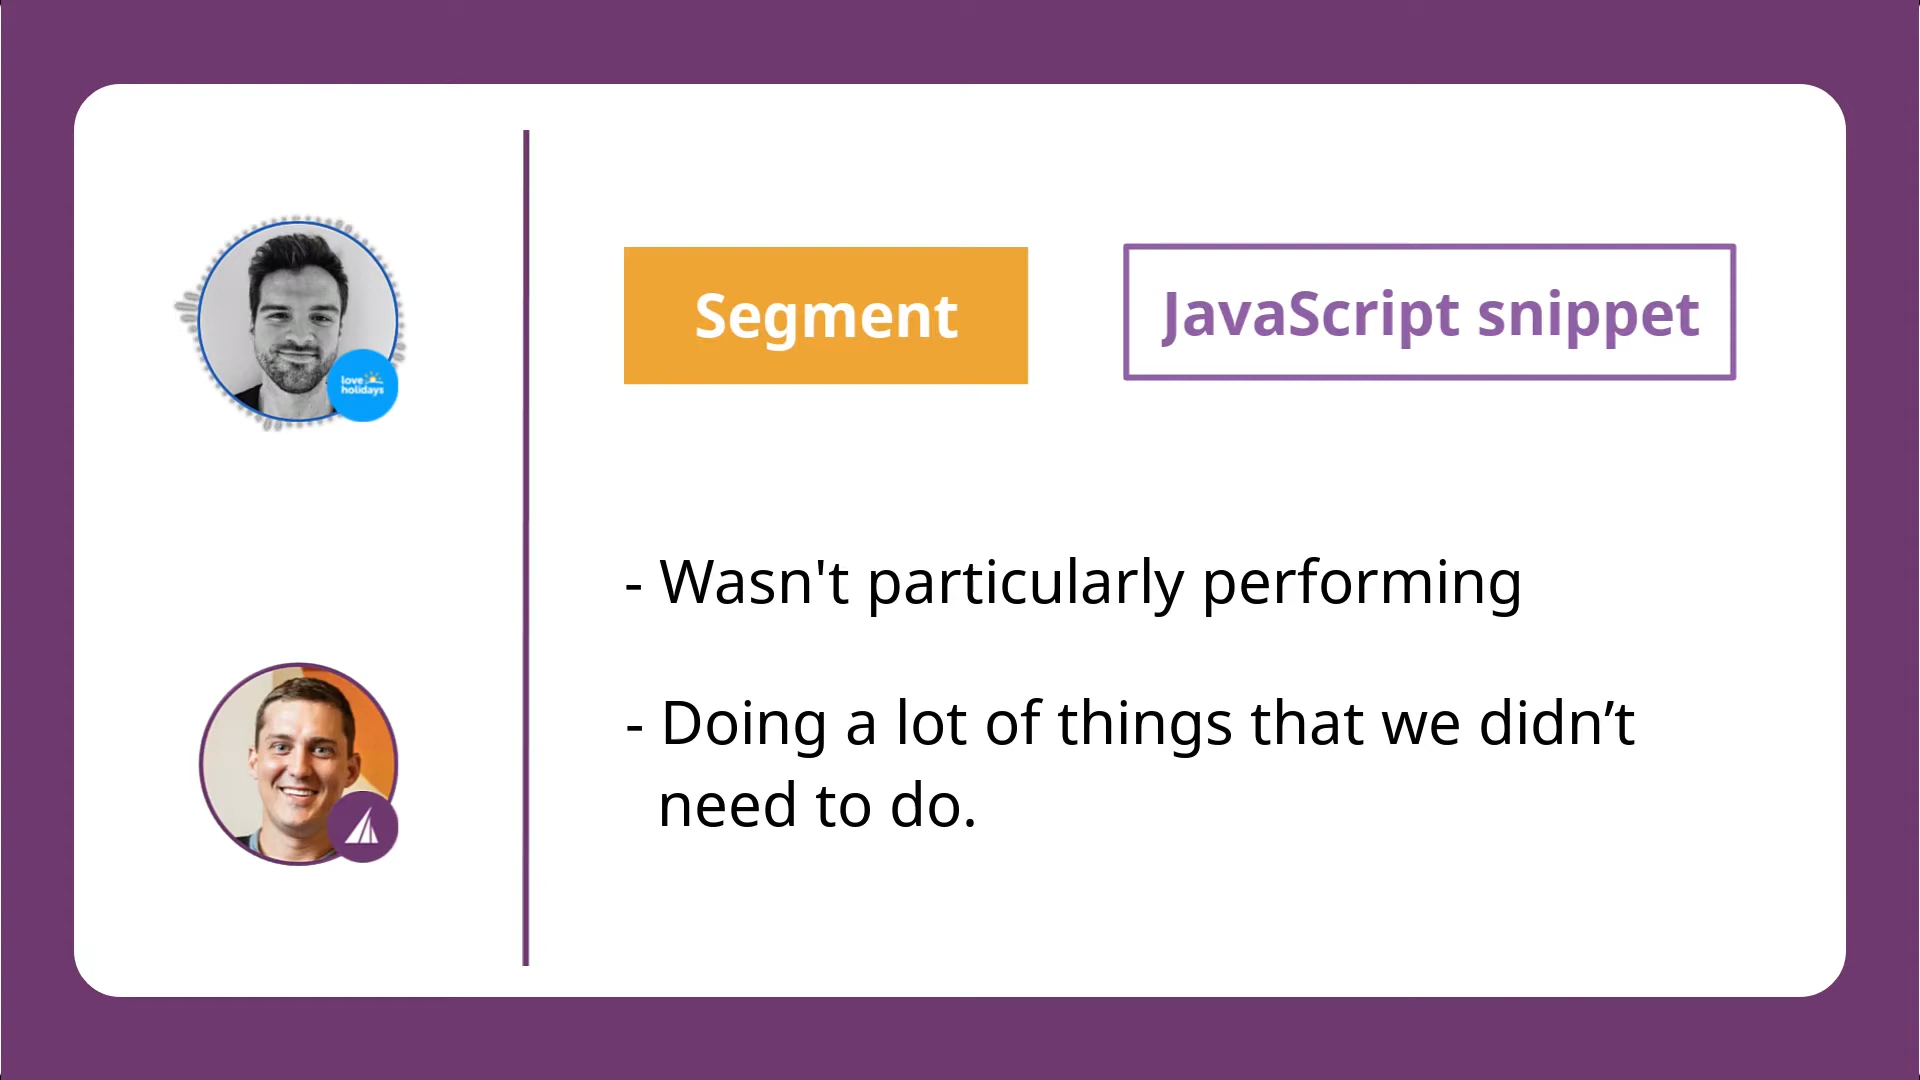 Segment
JavaScript snippet
love
holidays
- Wasn't particularly performing
- Doing a lot of things that we didn’t
need to do.